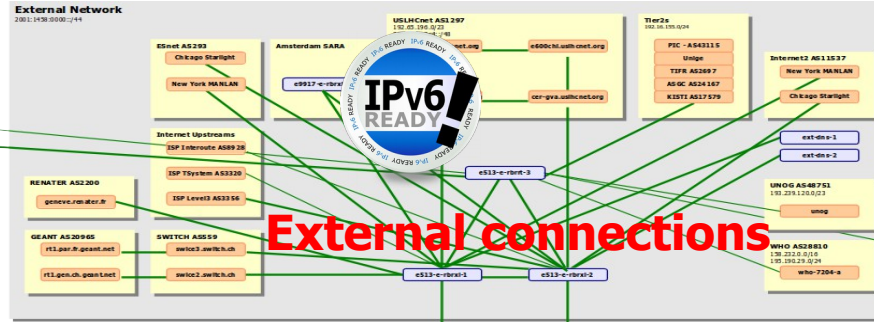 External Network
2001:1458:0000::/44
ESnet AS293
Chicago Starlight
New York MANLAN
Amsterdam SARA
USLHCnet AS1297
192.65.196.0/23
e600chi.uslhcnet.org
cer-gva.uslhcnet.org
Tier2s
192.16.155.0/24
PIC - AS43115
Unige
TIFR AS2697
ASGC AS24167
KISTI AS17579
Internet2 AS11537
New York MANLAN
Chicago Starlight
IPv6
READY
IPv6 READY
Internet Upstreams
ISP Interoute AS8928
ISP TSystem AS3320
ISP Level3 AS3356
ext-dns-1
ext-dns-2
e513-e-rbrrt-3
RENATER AS2200
geneve.renater.fr
UNOG AS48751
193.239.120.0/23
unog
External connections
GEANT AS20965
rt1.par.fr.geant.net
rt1.gen.ch.geant.net
SWITCH AS559
swice3.switch.ch
swice2.switch.ch
e513-e-rbrxl-1
e513-e-rbrxl-2
WHO AS28810
158.232.0.0/16
195.190.29.0/24
who-7204-a